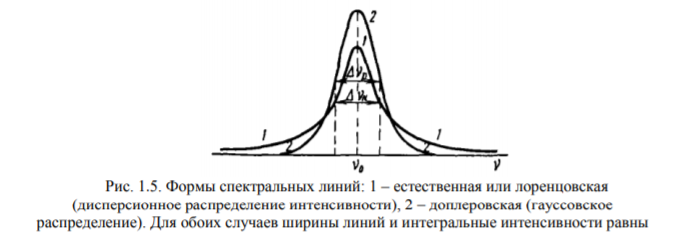 2
1
Δν_D
1 Δν_N 1
ν₀ ν
Рис. 1.5. Формы спектральных линий: 1 – естественная или лоренцовская
(дисперсионное распределение интенсивности), 2 – доплеровская (гауссовское
распределение). Для обоих случаев ширины линий и интегральные интенсивности равны